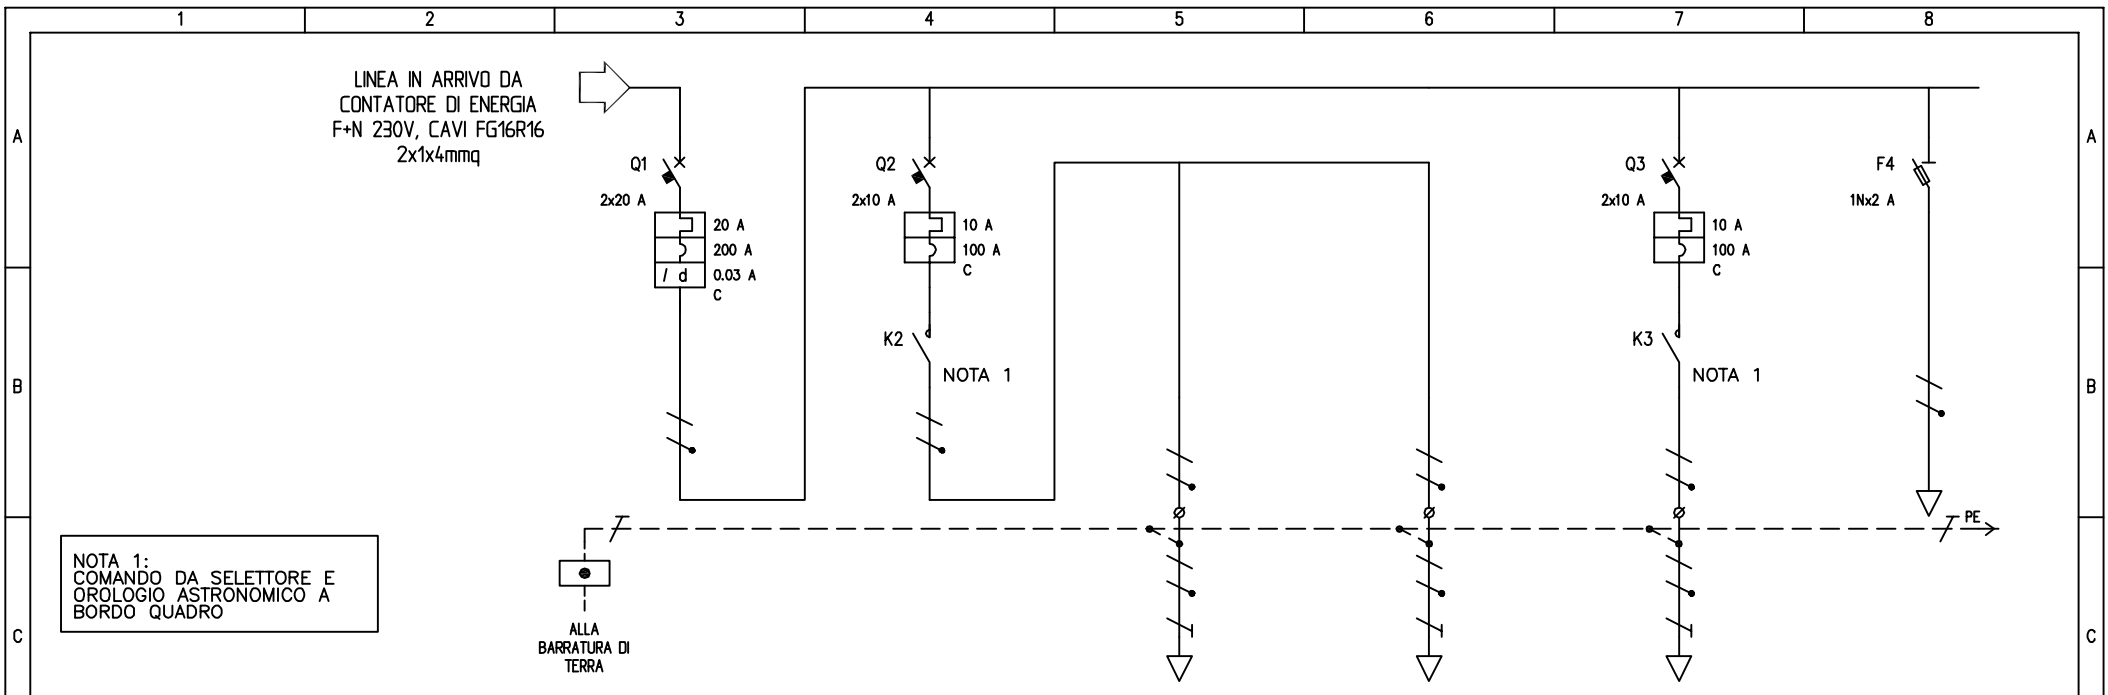 1 2 3 4 5 6 7 8
LINEA IN ARRIVO DA
CONTATORE DI ENERGIA
F+N 230V, CAVI FG16R16
2x1x4mmq
A
A
Q1
2x20 A
20 A
200 A
I d
0.03 A
C
Q2
2x10 A
10 A
100 A
C
Q3
2x10 A
10 A
100 A
C
F4
1Nx2 A
K2
NOTA 1
K3
NOTA 1
B
B
PE
NOTA 1:
COMANDO DA SELETTORE E
OROLOGIO ASTRONOMICO A
BORDO QUADRO
ALLA
BARRATURA DI
TERRA
C
C